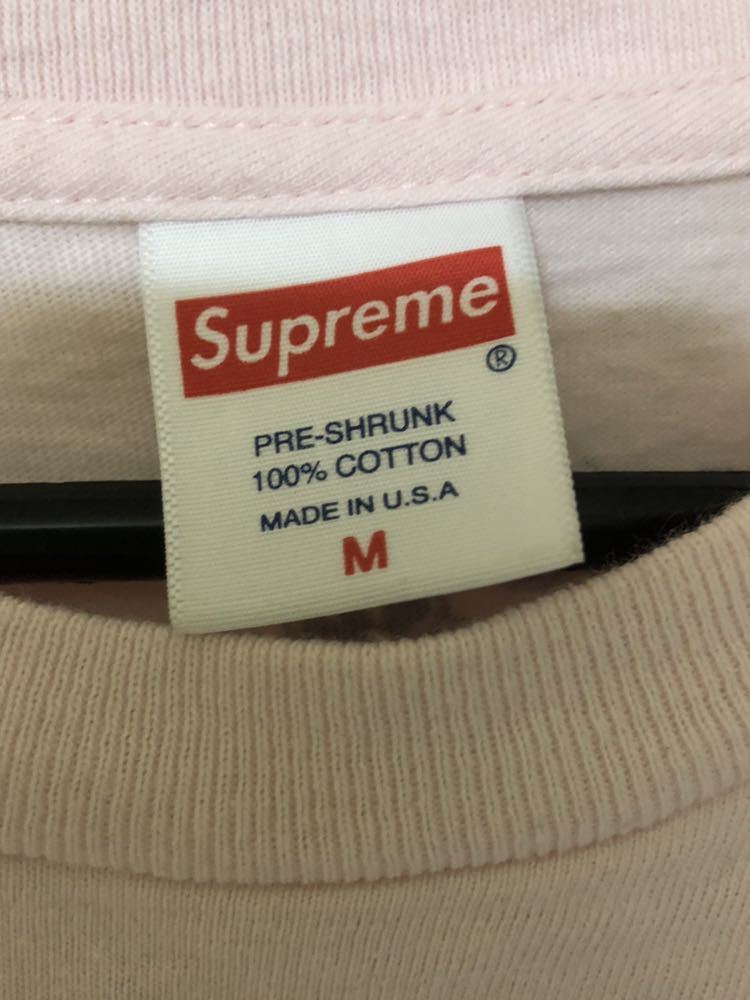 Supreme
®
PRE-SHRUNK
100% COTTON
MADE IN U.S.A
M